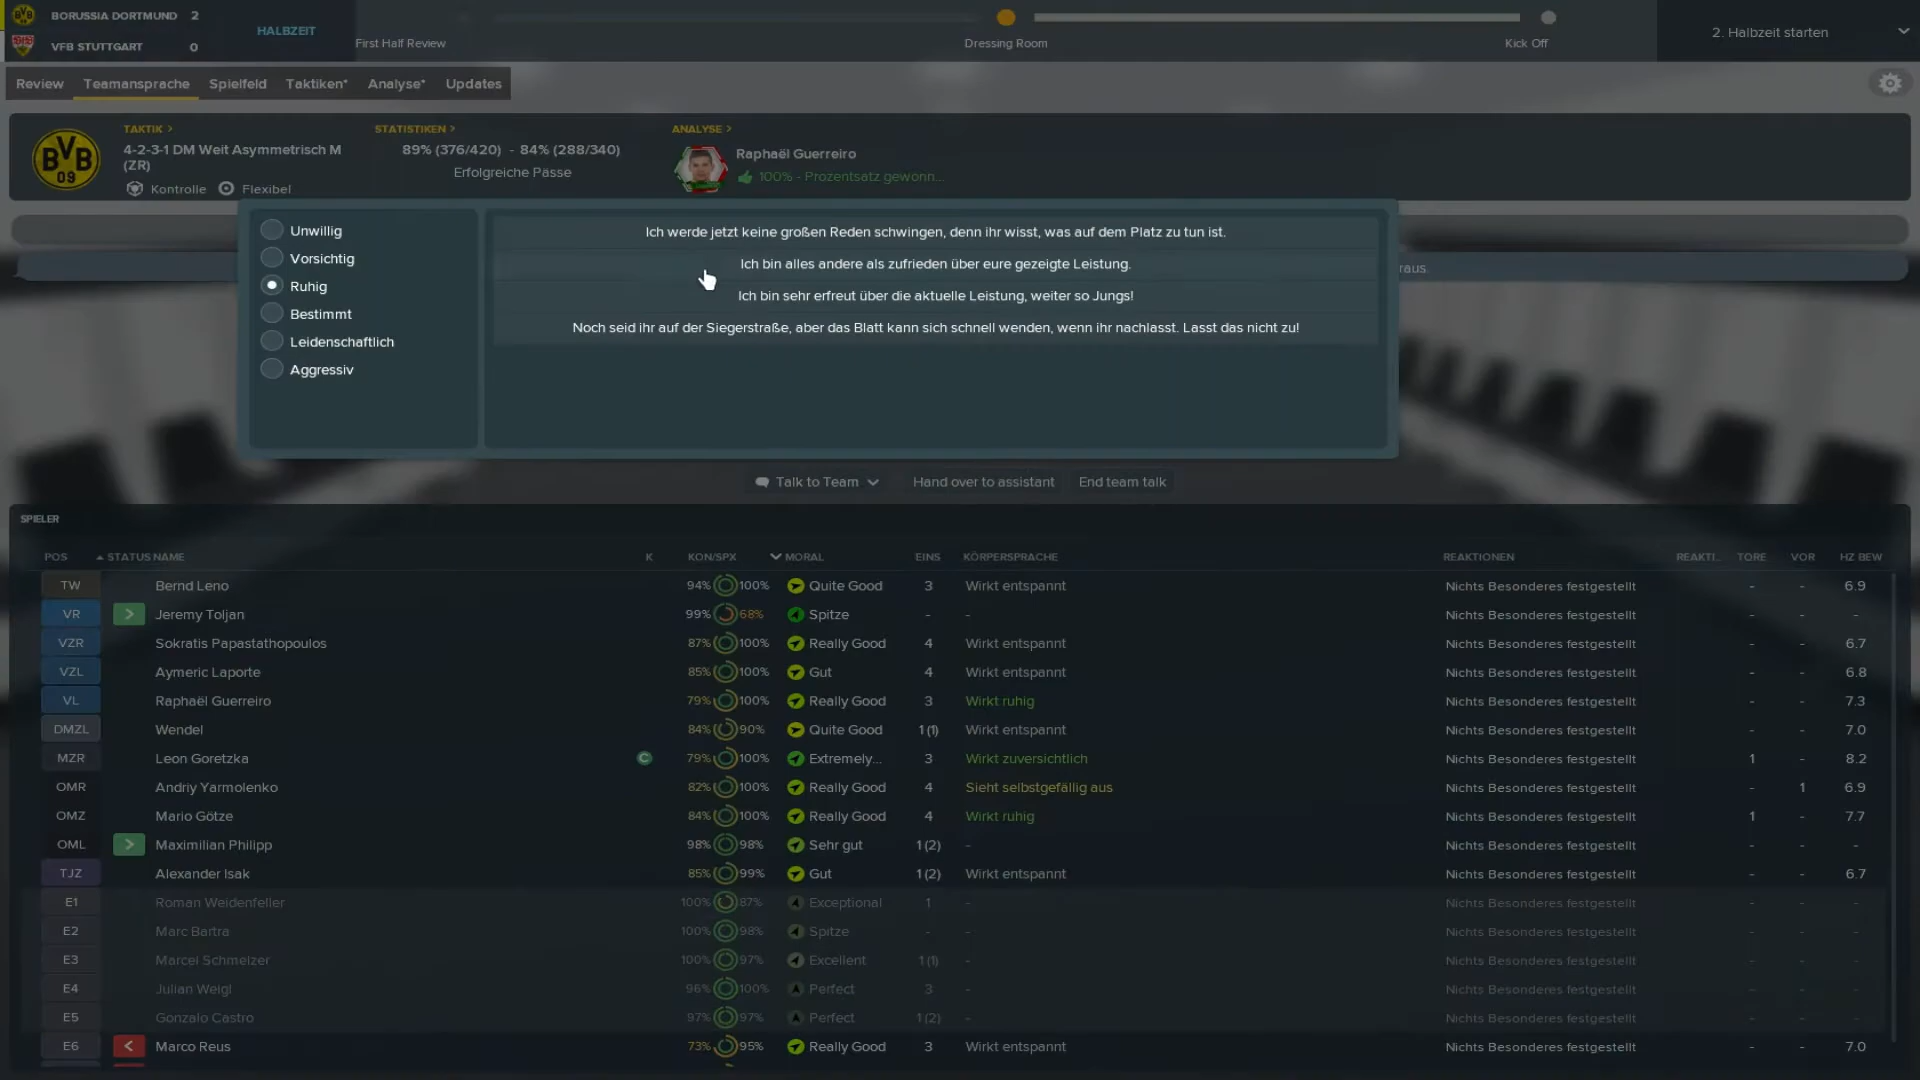 BORUSSIA DORTMUND 2
VFB STUTTGART 0
HALBZEIT
First Half Review
Dressing Room
Kick Off
2. Halbzeit starten
Review Teamansprache Spielfeld Taktiken* Analyse* Updates
BVB 09
TAKTIK >
4-2-3-1 DM Weit Asymmetrisch M
(ZR)
Kontrolle Flexibel
STATISTIKEN >
89% (376/420) - 84% (288/340)
Erfolgreiche Pässe
ANALYSE >
Raphaël Guerreiro
100% - Prozentsatz gewonn...
raus.
Unwillig
Vorsichtig
Ruhig
Bestimmt
Leidenschaftlich
Aggressiv
Ich werde jetzt keine großen Reden schwingen, denn ihr wisst, was auf dem Platz zu tun ist.
Ich bin alles andere als zufrieden über eure gezeigte Leistung.
Ich bin sehr erfreut über die aktuelle Leistung, weiter so Jungs!
Noch seid ihr auf der Siegerstraße, aber das Blatt kann sich schnell wenden, wenn ihr nachlasst. Lasst das nicht zu!
Talk to Team Hand over to assistant End team talk
SPIELER
POS STATUS NAME K KON/SPX MORAL EINS KÖRPERSPRACHE REAKTIONEN REAKTI... TORE VOR HZ BEW
TW Bernd Leno 94% 100% Quite Good 3 Wirkt entspannt Nichts Besonderes festgestellt - - 6.9
VR > Jeremy Toljan 99% 68% Spitze - - Nichts Besonderes festgestellt - - -
VZR Sokratis Papastathopoulos 87% 100% Really Good 4 Wirkt entspannt Nichts Besonderes festgestellt - - 6.7
VZL Aymeric Laporte 85% 100% Gut 4 Wirkt entspannt Nichts Besonderes festgestellt - - 6.8
VL Raphaël Guerreiro 79% 100% Really Good 3 Wirkt ruhig Nichts Besonderes festgestellt - - 7.3
DMZL Wendel 84% 90% Quite Good 1 (1) Wirkt entspannt Nichts Besonderes festgestellt - - 7.0
MZR Leon Goretzka C 79% 100% Extremely... 3 Wirkt zuversichtlich Nichts Besonderes festgestellt 1 - 8.2
OMR Andriy Yarmolenko 82% 100% Really Good 4 Sieht selbstgefällig aus Nichts Besonderes festgestellt - 1 6.9
OMZ Mario Götze 84% 100% Really Good 4 Wirkt ruhig Nichts Besonderes festgestellt 1 - 7.7
OML > Maximilian Philipp 98% 98% Sehr gut 1 (2) - Nichts Besonderes festgestellt - - -
TJZ Alexander Isak 85% 99% Gut 1 (2) Wirkt entspannt Nichts Besonderes festgestellt - - 6.7
E1 Roman Weidenfeller 100% 87% Exceptional 1 - Nichts Besonderes festgestellt - - -
E2 Marc Bartra 100% 98% Spitze - - Nichts Besonderes festgestellt - - -
E3 Marcel Schmelzer 100% 97% Excellent 1 (1) - Nichts Besonderes festgestellt - - -
E4 Julian Weigl 96% 100% Perfect 3 - Nichts Besonderes festgestellt - - -
E5 Gonzalo Castro 97% 97% Perfect 1 (2) - Nichts Besonderes festgestellt - - -
E6 < Marco Reus 73% 95% Really Good 3 Wirkt entspannt Nichts Besonderes festgestellt - - 7.0